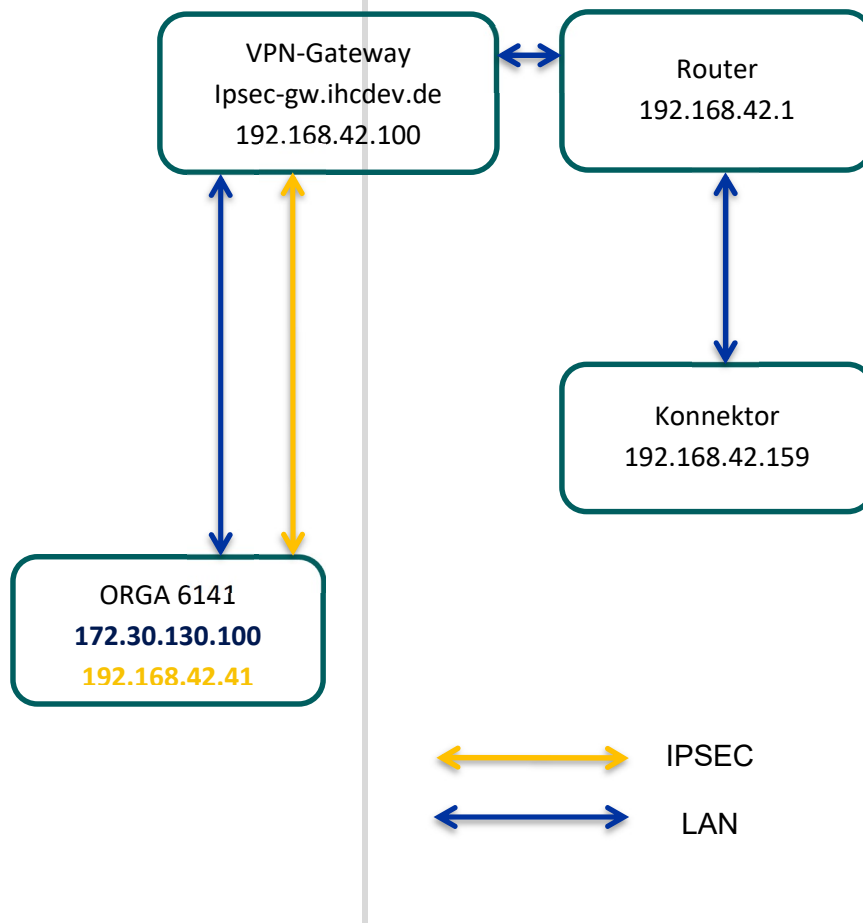 VPN-Gateway
Ipsec-gw.ihcdev.de
192.168.42.100
Router
192.168.42.1
Konnektor
192.168.42.159
ORGA 6141
172.30.130.100
192.168.42.41
IPSEC
LAN